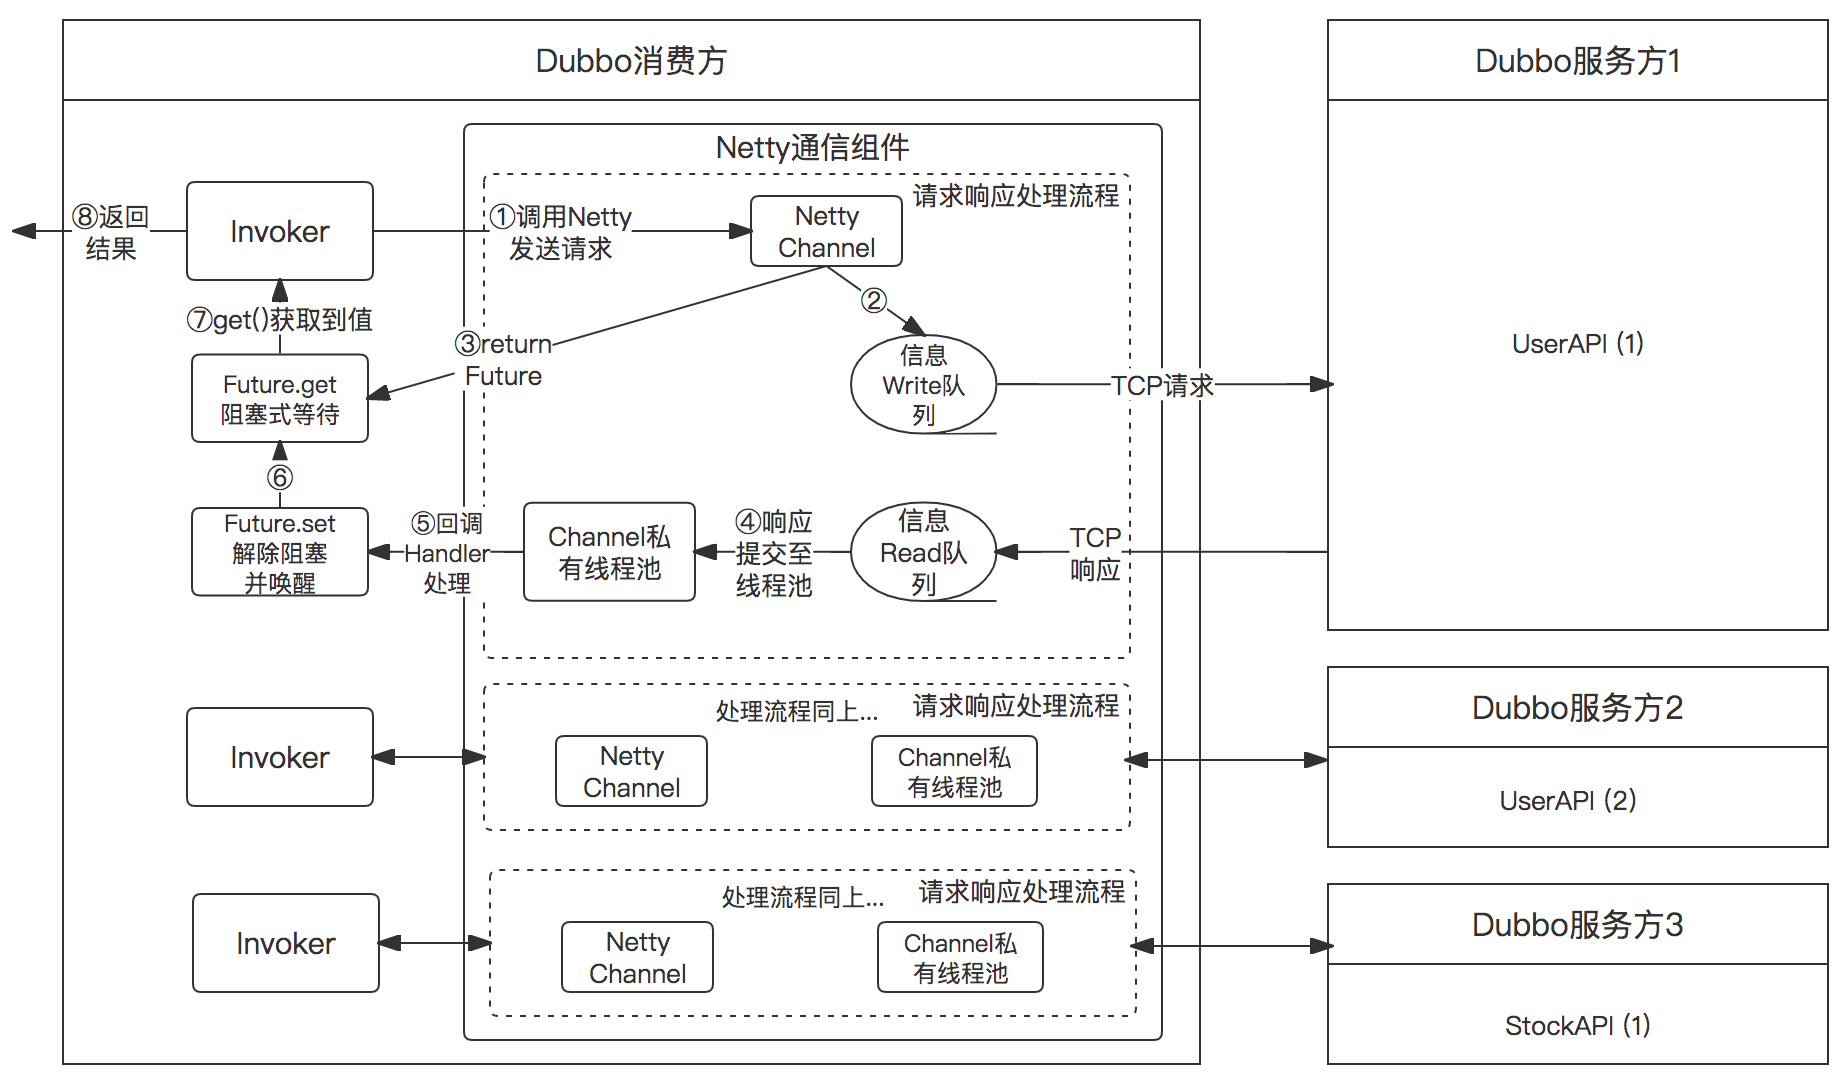 Dubbo消费方
Dubbo服务方1
Netty通信组件
请求响应处理流程
⑧返回
结果
Invoker
①调用Netty
发送请求
Netty
Channel
②
⑦get()获取到值
③return
Future
信息
Write队
列
TCP请求
UserAPI (1)
Future.get
阻塞式等待
⑥
Future.set
解除阻塞
并唤醒
⑤回调
Handler
处理
Channel私
有线程池
④响应
提交至
线程池
信息
Read队
列
TCP
响应
处理流程同上...
请求响应处理流程
Invoker
Netty
Channel
Channel私
有线程池
Dubbo服务方2
UserAPI (2)
处理流程同上...
请求响应处理流程
Invoker
Netty
Channel
Channel私
有线程池
Dubbo服务方3
StockAPI (1)